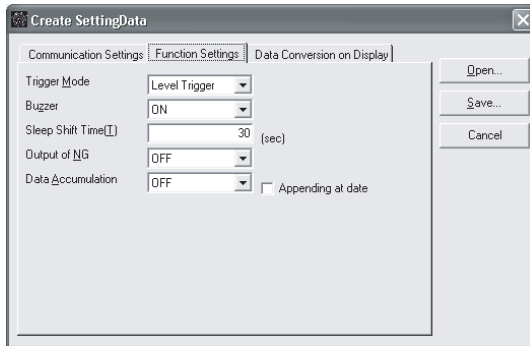 Create SettingData
Communication Settings Function Settings Data Conversion on Display
Trigger Mode Level Trigger
Buzzer ON
Sleep Shift Time(T) 30 (sec)
Output of NG OFF
Data Accumulation OFF Appending at date
Open...
Save...
Cancel